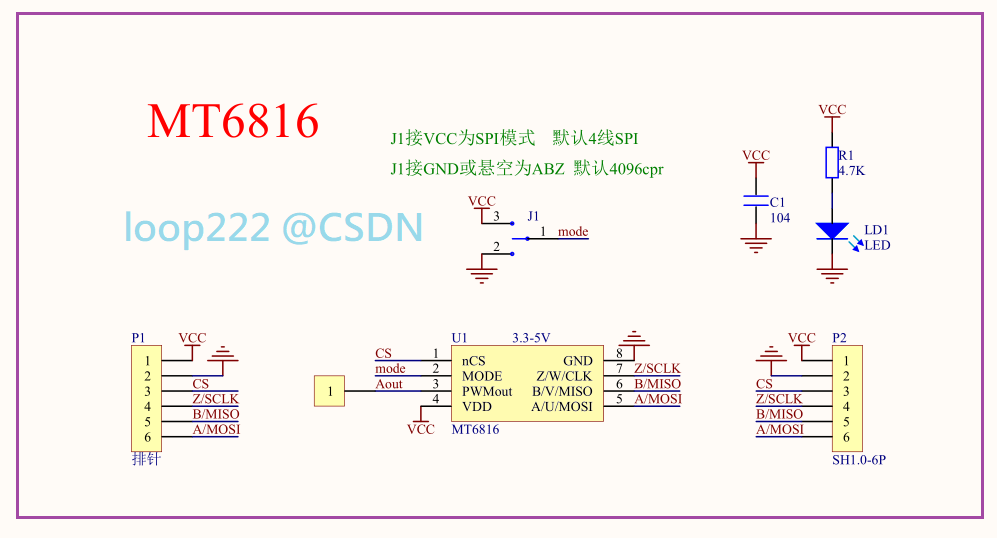 MT6816
J1接VCC为SPI模式 默认4线SPI
J1接GND或悬空为ABZ 默认4096cpr
loop222 @CSDN
VCC
3
J1
1
mode
2
VCC
C1
104
VCC
R1
4.7K
LD1
LED
P1
VCC
1
2
3
CS
4
Z/SCLK
5
B/MISO
6
A/MOSI
排针
1
U1
3.3-5V
CS
1
nCS
mode
2
MODE
Aout
3
PWMout
4
VDD
VCC
GND
8
Z/W/CLK
7
Z/SCLK
B/V/MISO
6
B/MISO
A/U/MOSI
5
A/MOSI
MT6816
VCC
P2
1
2
CS
3
Z/SCLK
4
B/MISO
5
A/MOSI
6
SH1.0-6P